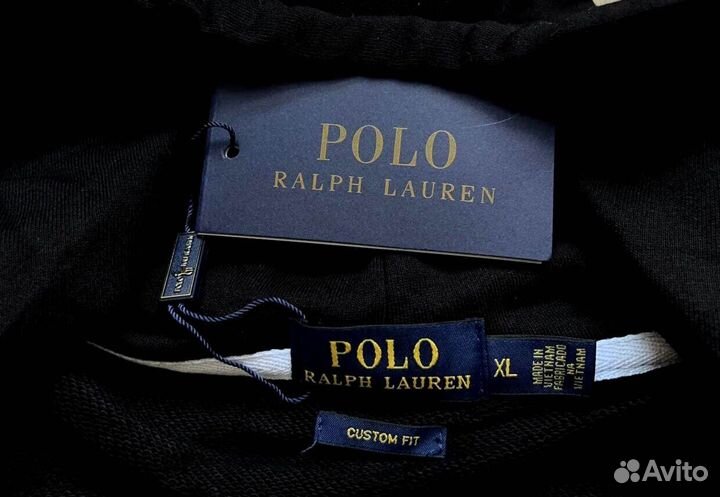 POLO
RALPH LAUREN
POLO
RALPH LAUREN
XL
MADE IN
VIETNAM
FABRICADO
NA
VIETNAM
CUSTOM FIT
Avito